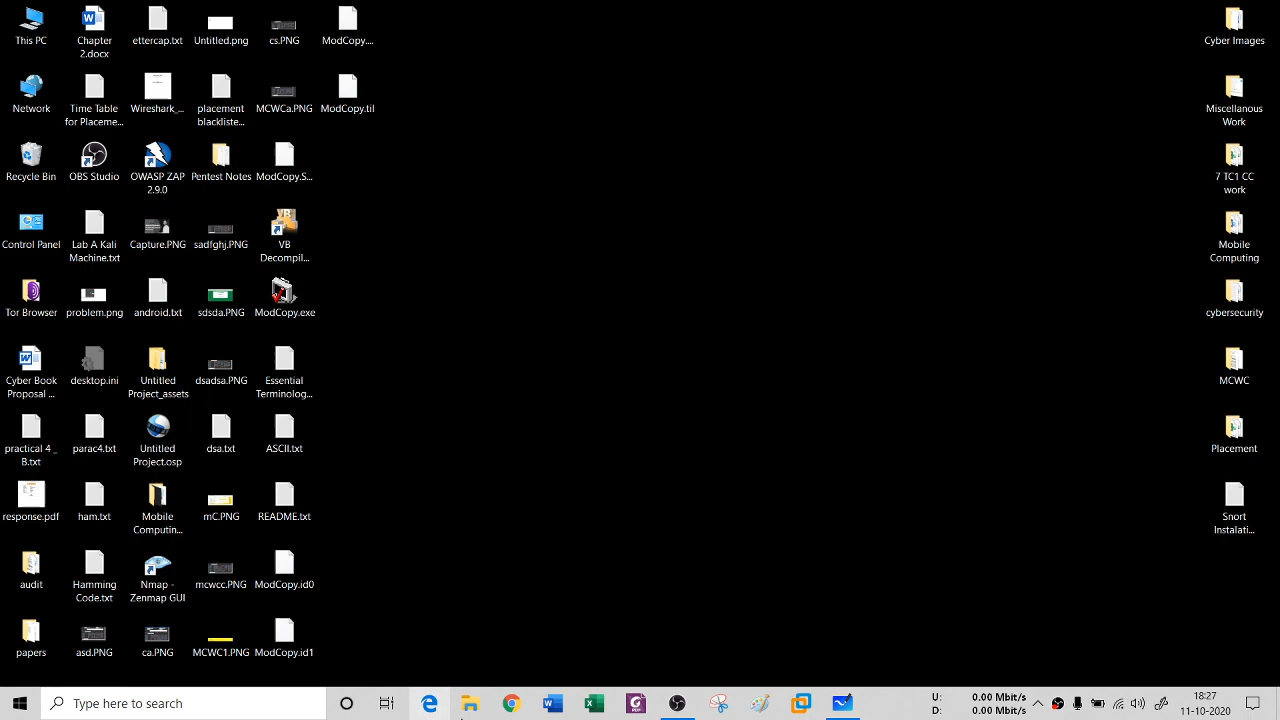 This PC
Chapter
2.docx
ettercap.txt
Untitled.png
cs.PNG
ModCopy....
Cyber Images
Network
Time Table
for Placeme...
Wireshark_...
placement
blackliste...
MCWCa.PNG
ModCopy.til
Miscellanous
Work
Recycle Bin
OBS Studio
OWASP ZAP
2.9.0
Pentest Notes
ModCopy.S...
7 TC1 CC
work
Control Panel
Lab A Kali
Machine.txt
Capture.PNG
sadfghj.PNG
VB
Decompil...
Mobile
Computing
Tor Browser
problem.png
android.txt
sdsda.PNG
ModCopy.exe
cybersecurity
Cyber Book
Proposal ...
desktop.ini
Untitled
Project_assets
dsadsa.PNG
Essential
Terminolog...
MCWC
practical 4 _
B.txt
parac4.txt
Untitled
Project.osp
dsa.txt
ASCII.txt
Placement
response.pdf
ham.txt
Mobile
Computin...
mC.PNG
README.txt
Snort
Instalati...
audit
Hamming
Code.txt
Nmap -
Zenmap GUI
mcwcc.PNG
ModCopy.id0
papers
asd.PNG
ca.PNG
MCWC1.PNG
ModCopy.id1
Type here to search
U: 0.00 Mbit/s
D: 0.00 Mbit/s
18:27
11-10-2020